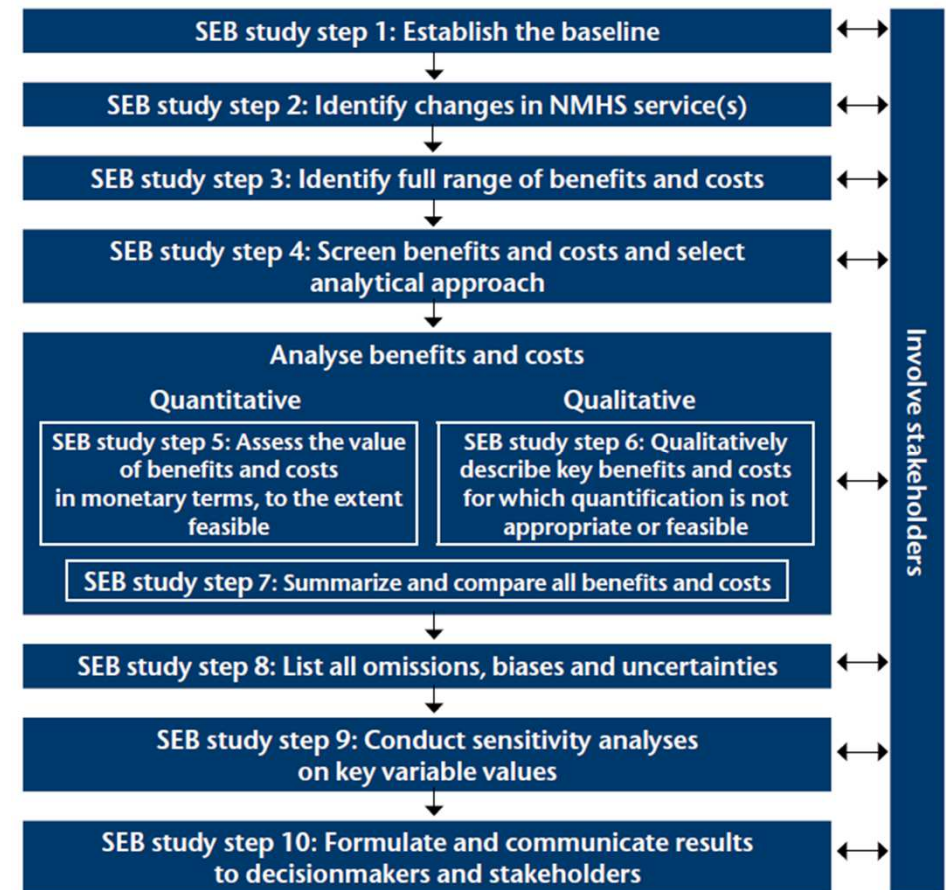 SEB study step 1: Establish the baseline
SEB study step 2: Identify changes in NMHS service(s)
SEB study step 3: Identify full range of benefits and costs
SEB study step 4: Screen benefits and costs and select
analytical approach
Analyse benefits and costs
Quantitative
SEB study step 5: Assess the value
of benefits and costs
in monetary terms, to the extent
feasible
Qualitative
SEB study step 6: Qualitatively
describe key benefits and costs
for which quantification is not
appropriate or feasible
SEB study step 7: Summarize and compare all benefits and costs
SEB study step 8: List all omissions, biases and uncertainties
SEB study step 9: Conduct sensitivity analyses
on key variable values
SEB study step 10: Formulate and communicate results
to decisionmakers and stakeholders
Involve stakeholders